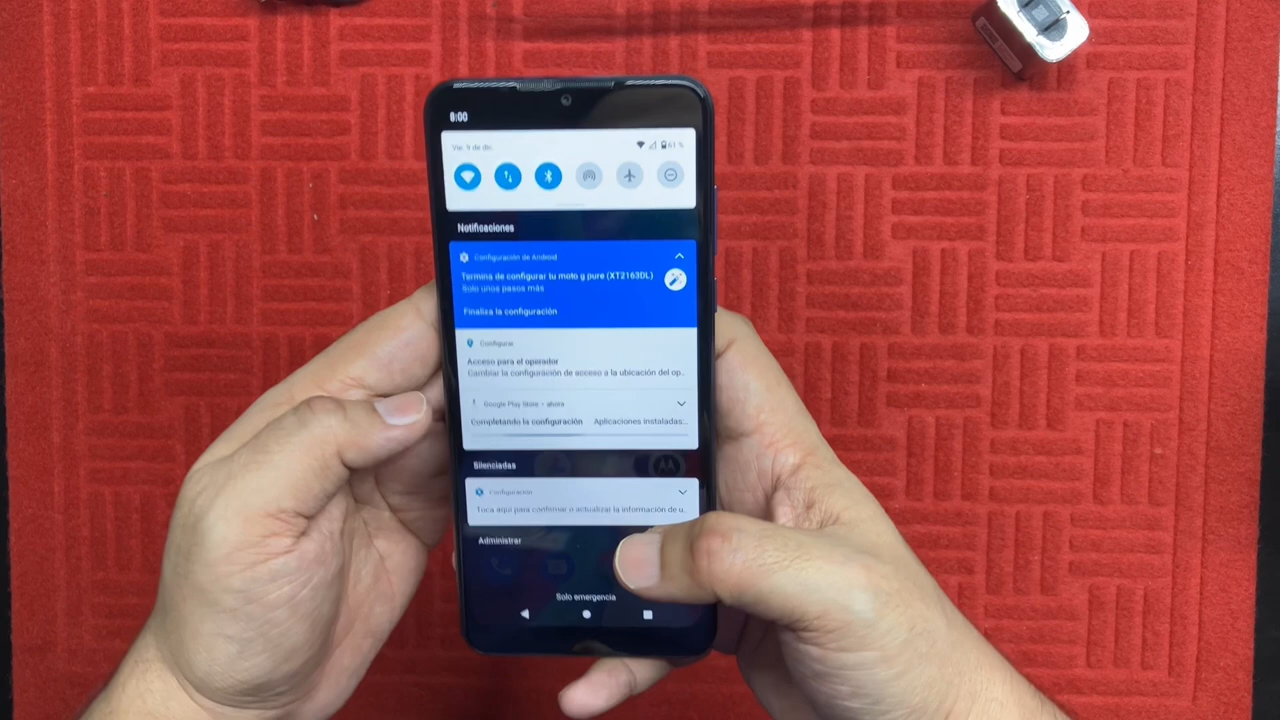 6:00
Vie. 9 de dic.
61 %
Notificaciones
Configuración de Android
Termina de configurar tu moto g pure (XT2163DL)
Solo unos pasos más
Finaliza la configuración
Configurar
Acceso para el operador
Cambiar la configuración de acceso a la ubicación del op..
Google Play Store • ahora
Completando la configuración Aplicaciones instaladas:..
Silenciadas
Configuración
Toca aquí para confirmar o actualizar la información de u..
Administrar
Solo emergencia